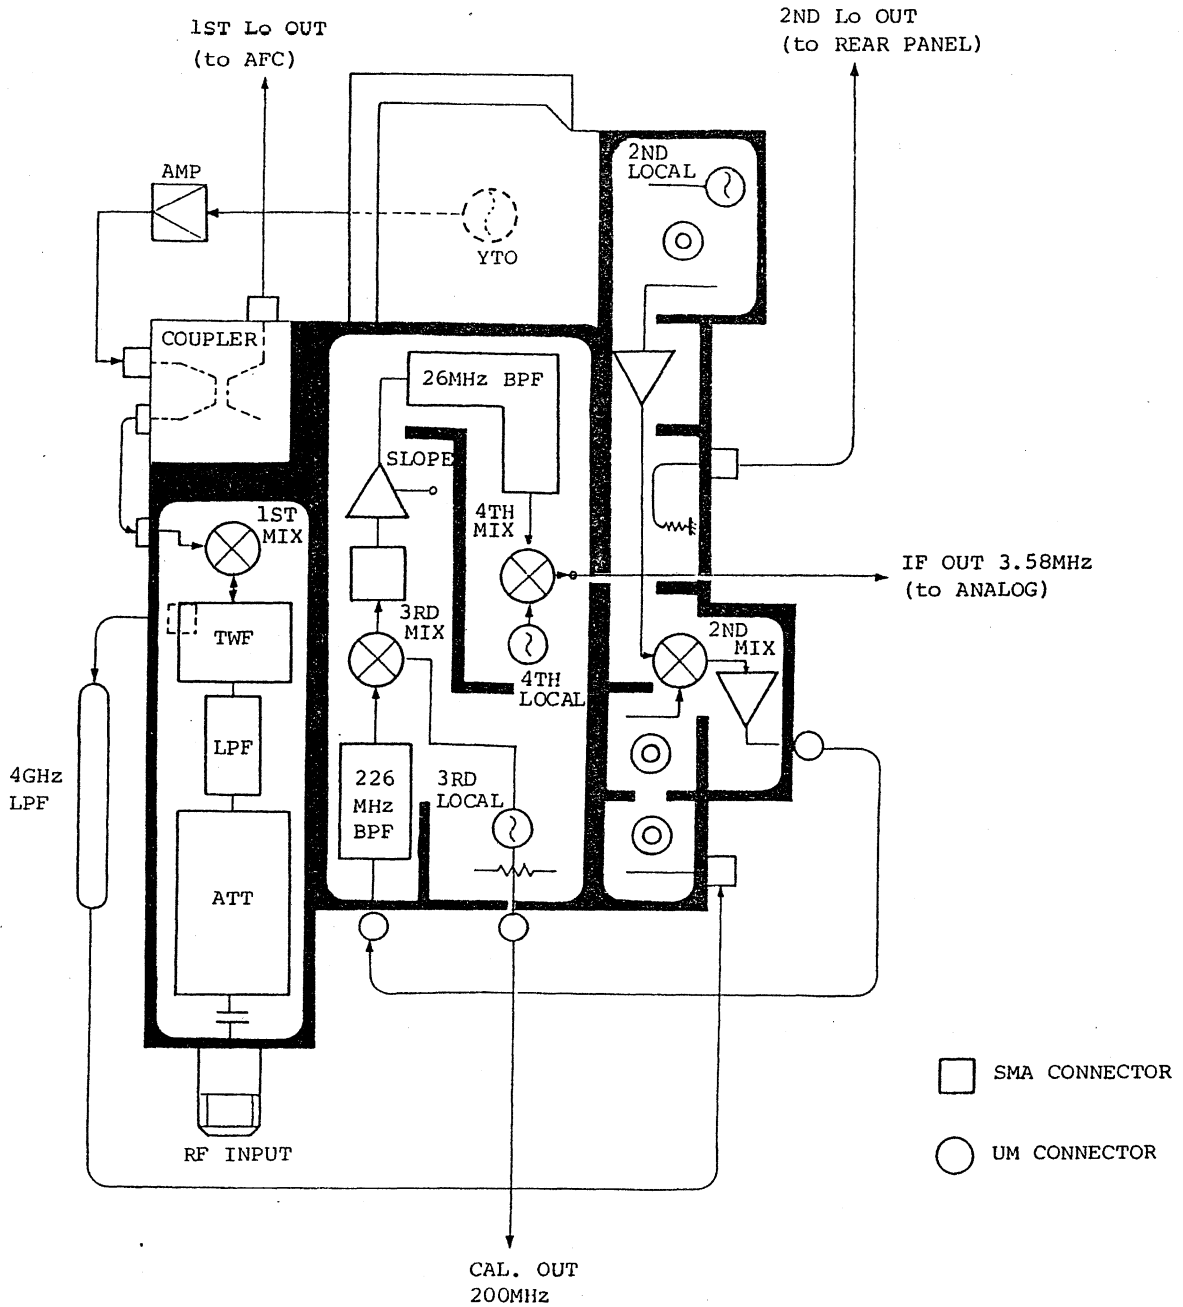 1ST Lo OUT
(to AFC)
2ND Lo OUT
(to REAR PANEL)
AMP
2ND
LOCAL
YTO
COUPLER
26MHz BPF
SLOPE
1ST
MIX
4TH
MIX
IF OUT 3.58MHz
(to ANALOG)
3RD
MIX
TWF
2ND
MIX
4TH
LOCAL
LPF
4GHz
LPF
226
MHz
BPF
3RD
LOCAL
ATT
SMA CONNECTOR
RF INPUT
UM CONNECTOR
CAL. OUT
200MHz